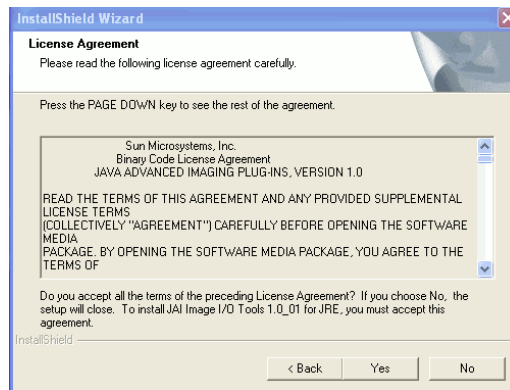 InstallShield Wizard
License Agreement
Please read the following license agreement carefully.
Press the PAGE DOWN key to see the rest of the agreement.
Sun Microsystems, Inc.
Binary Code License Agreement
JAVA ADVANCED IMAGING PLUG-INS, VERSION 1.0
READ THE TERMS OF THIS AGREEMENT AND ANY PROVIDED SUPPLEMENTAL
LICENSE TERMS
(COLLECTIVELY "AGREEMENT") CAREFULLY BEFORE OPENING THE SOFTWARE
MEDIA
PACKAGE. BY OPENING THE SOFTWARE MEDIA PACKAGE, YOU AGREE TO THE
TERMS OF
Do you accept all the terms of the preceding License Agreement? If you choose No, the
setup will close. To install JAI Image I/O Tools 1.0_01 for JRE, you must accept this
agreement.
InstallShield
< Back
Yes
No